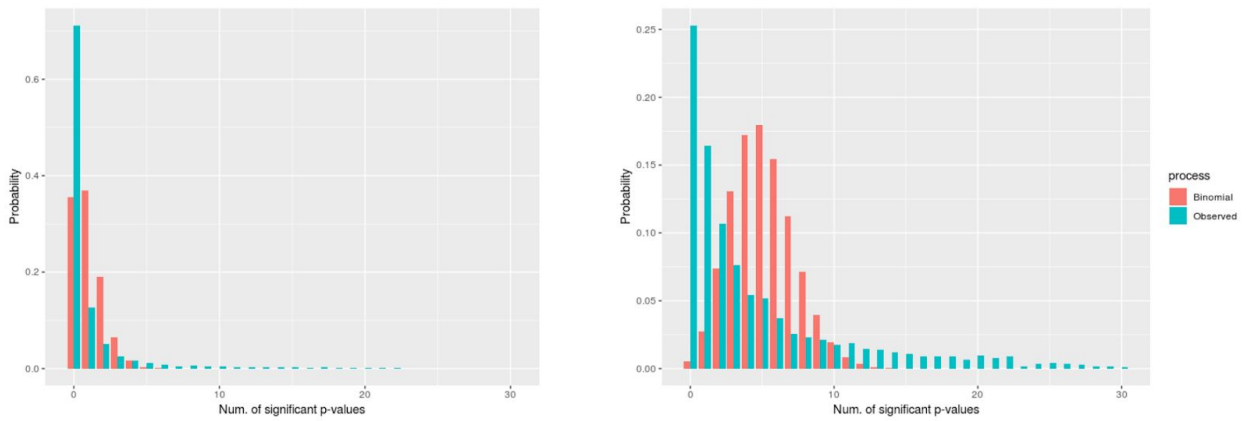 0.6
0.4
0.2
0.0
Probability
0
10
20
30
Num. of significant p-values
0.25
0.20
0.15
0.10
0.05
0.00
Probability
0
10
20
30
Num. of significant p-values
process
Binomial
Observed